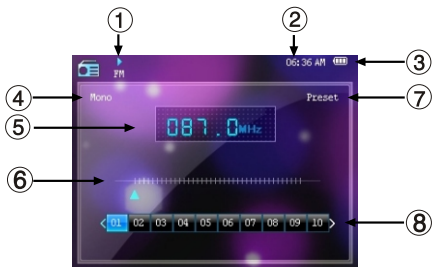 ① ②
06:36 AM ③
FM
④ Mono Preset ⑦
⑤ 087.0MHz
⑥
01 02 03 04 05 06 07 08 09 10 ⑧